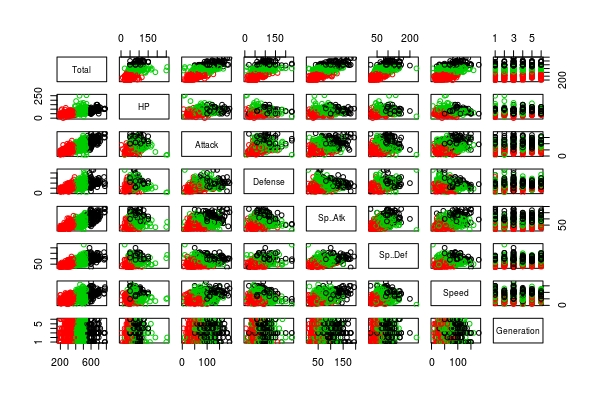 0 150
0 150
50 200
1 3 5
Total
200
0 250
HP
Attack
0
0
Defense
Sp..Atk
50
50
Sp..Def
Speed
0
1 5
Generation
200 600
0 100
50 150
0 100